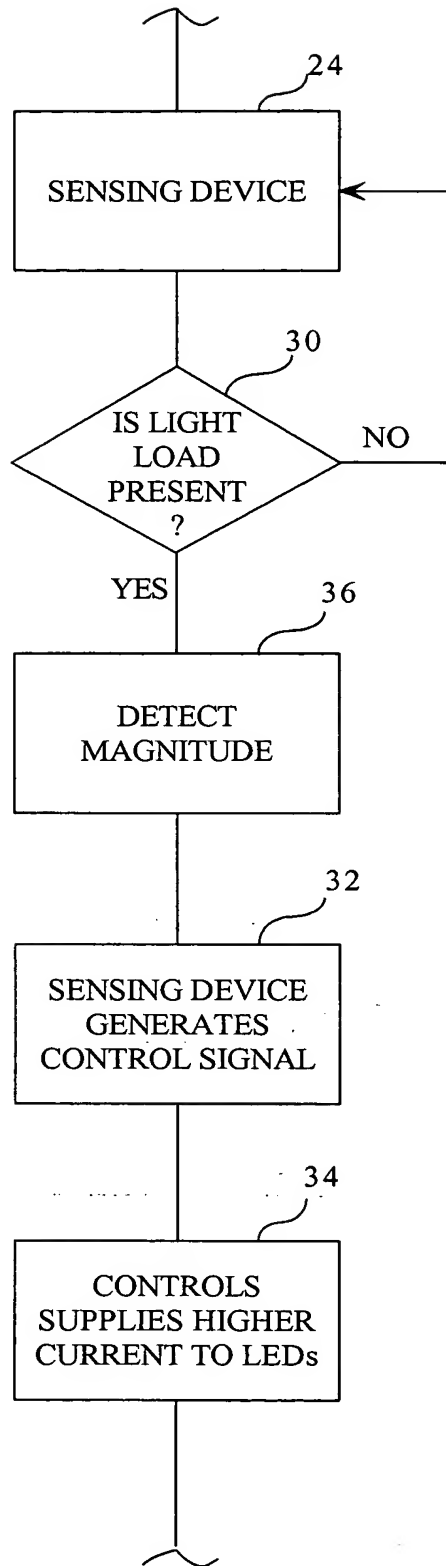 24
SENSING DEVICE
30
IS LIGHT
LOAD
PRESENT
?
NO
YES
36
DETECT
MAGNITUDE
32
SENSING DEVICE
GENERATES
CONTROL SIGNAL
34
CONTROLS
SUPPLIES HIGHER
CURRENT TO LEDs